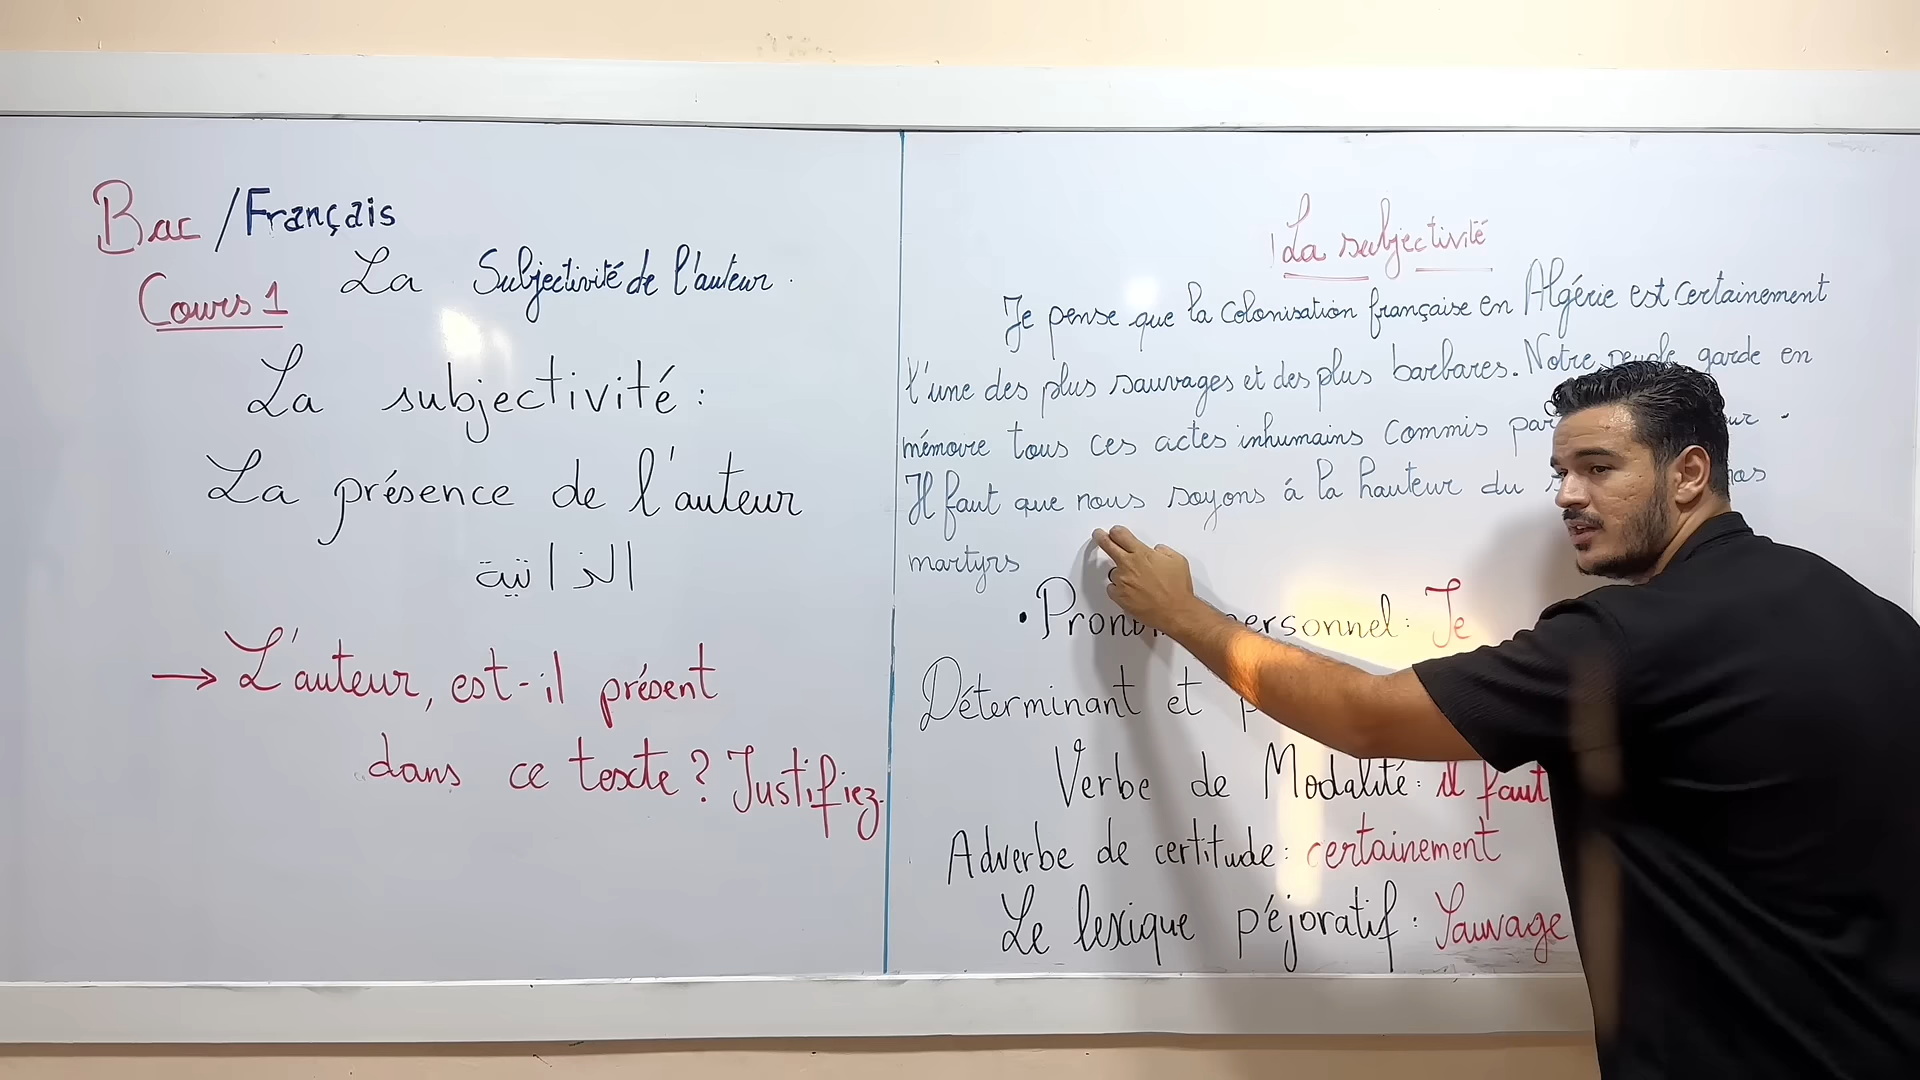 Bac / Français
Cours 1 La Subjectivité de l'auteur.
La subjectivité :
La présence de l'auteur
الذاتية
→ L'auteur, est-il présent
dans ce texte ? Justifiez.
La subjectivité
Je pense que la colonisation française en Algérie est certainement
l'une des plus sauvages et des plus barbares. Notre peuple garde en
mémoire tous ces actes inhumains commis par
Il faut que nous soyons á la hauteur du nos
martyrs
• Pronom personnel : Je
Déterminant et
Verbe de Modalité : il faut
Adverbe de certitude : certainement
Le lexique péjoratif : Sauvage